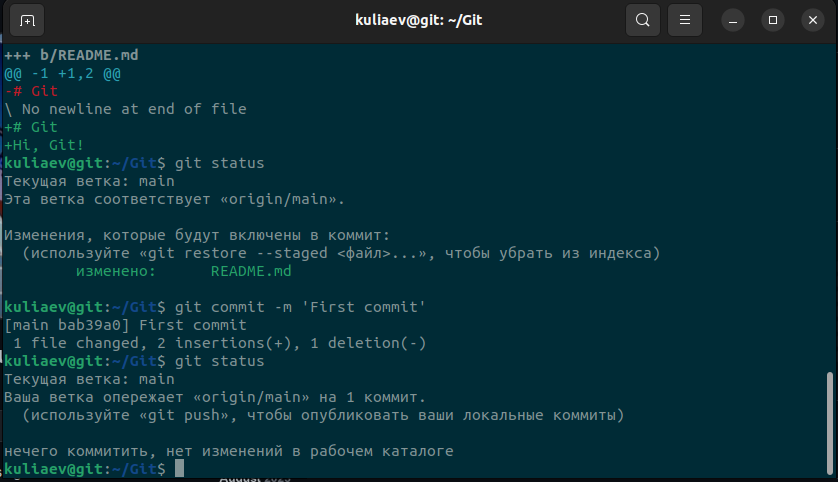 kuliaev@git: ~/Git
+++ b/README.md
@@ -1 +1,2 @@
-# Git
\ No newline at end of file
+# Git
+Hi, Git!
kuliaev@git:~/Git$ git status
Текущая ветка: main
Эта ветка соответствует «origin/main».
Изменения, которые будут включены в коммит:
  (используйте «git restore --staged <файл>...», чтобы убрать из индекса)
        изменено:      README.md
kuliaev@git:~/Git$ git commit -m 'First commit'
[main bab39a0] First commit
 1 file changed, 2 insertions(+), 1 deletion(-)
kuliaev@git:~/Git$ git status
Текущая ветка: main
Ваша ветка опережает «origin/main» на 1 коммит.
  (используйте «git push», чтобы опубликовать ваши локальные коммиты)
нечего коммитить, нет изменений в рабочем каталоге
kuliaev@git:~/Git$